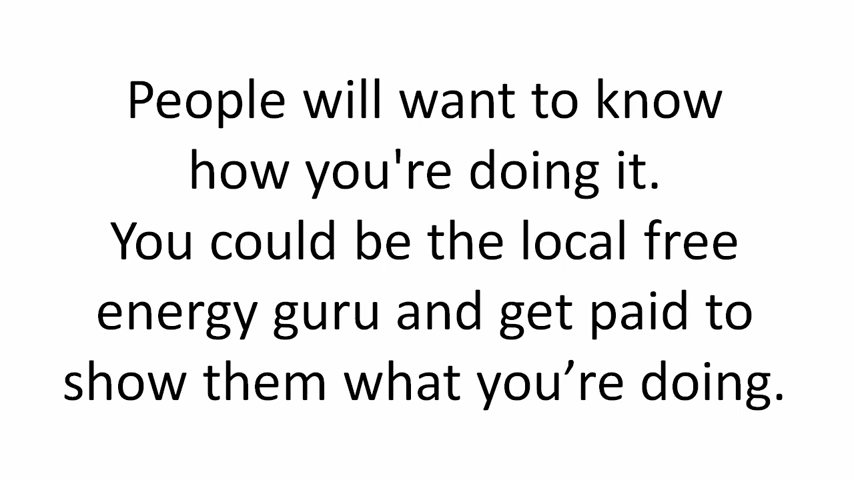 People will want to know
how you're doing it.
You could be the local free
energy guru and get paid to
show them what you’re doing.